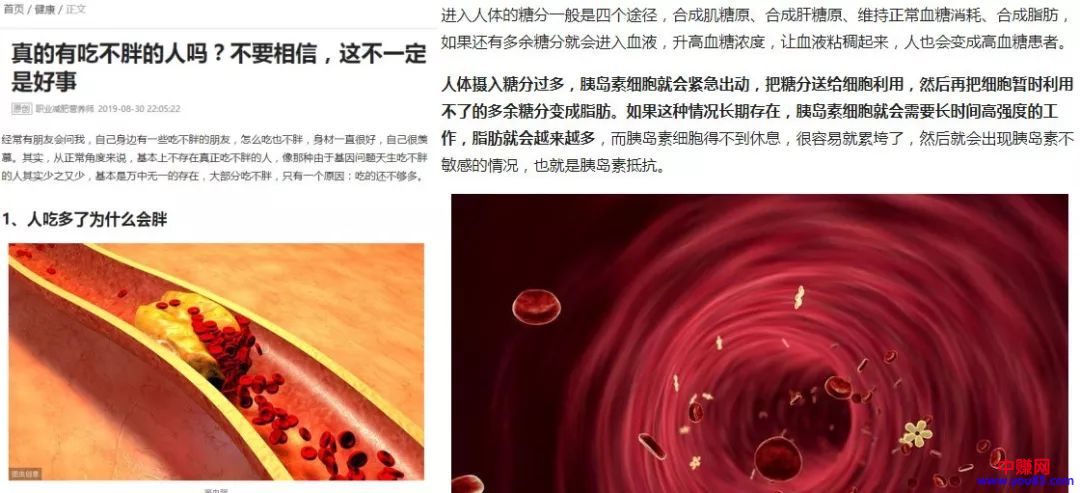 首页 / 健康 / 正文
真的有吃不胖的人吗？不要相信，这不一定
是好事
原创 职业减肥营养师 2019-08-30 22:05:22
经常有朋友会问我，自己身边有一些吃不胖的朋友，怎么吃也不胖，身材一直很好，自己很羡
慕。其实，从正常角度来说，基本上不存在真正吃不胖的人，像那种由于基因问题天生吃不胖
的人其实少之又少，基本是万中无一的存在，大部分吃不胖，只有一个原因：吃的还不够多。
1、人吃多了为什么会胖
图虫创意
进入人体的糖分一般是四个途径，合成肌糖原、合成肝糖原、维持正常血糖消耗、合成脂肪，
如果还有多余糖分就会进入血液，升高血糖浓度，让血液粘稠起来，人也会变成高血糖患者。
人体摄入糖分过多，胰岛素细胞就会紧急出动，把糖分送给细胞利用，然后再把细胞暂时利用
不了的多余糖分变成脂肪。如果这种情况长期存在，胰岛素细胞就会需要长时间高强度的工
作，脂肪就会越来越多，而胰岛素细胞得不到休息，很容易就累垮了，然后就会出现胰岛素不
敏感的情况，也就是胰岛素抵抗。
中赚网